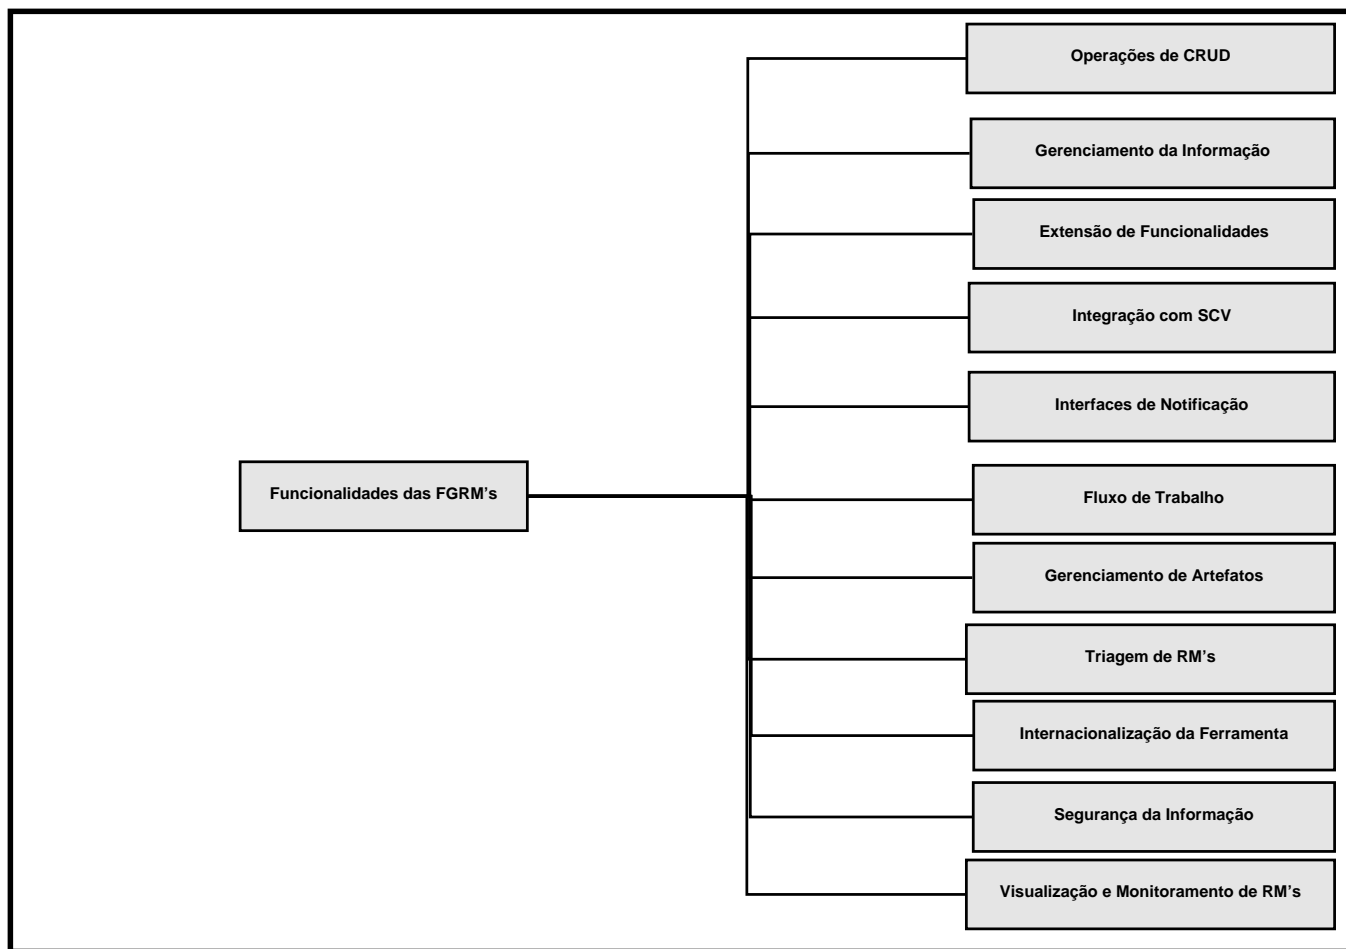 Operações de CRUD
Gerenciamento da Informação
Extensão de Funcionalidades
Integração com SCV
Interfaces de Notificação
Funcionalidades das FGRM’s
Fluxo de Trabalho
Gerenciamento de Artefatos
Triagem de RM’s
Internacionalização da Ferramenta
Segurança da Informação
Visualização e Monitoramento de RM’s